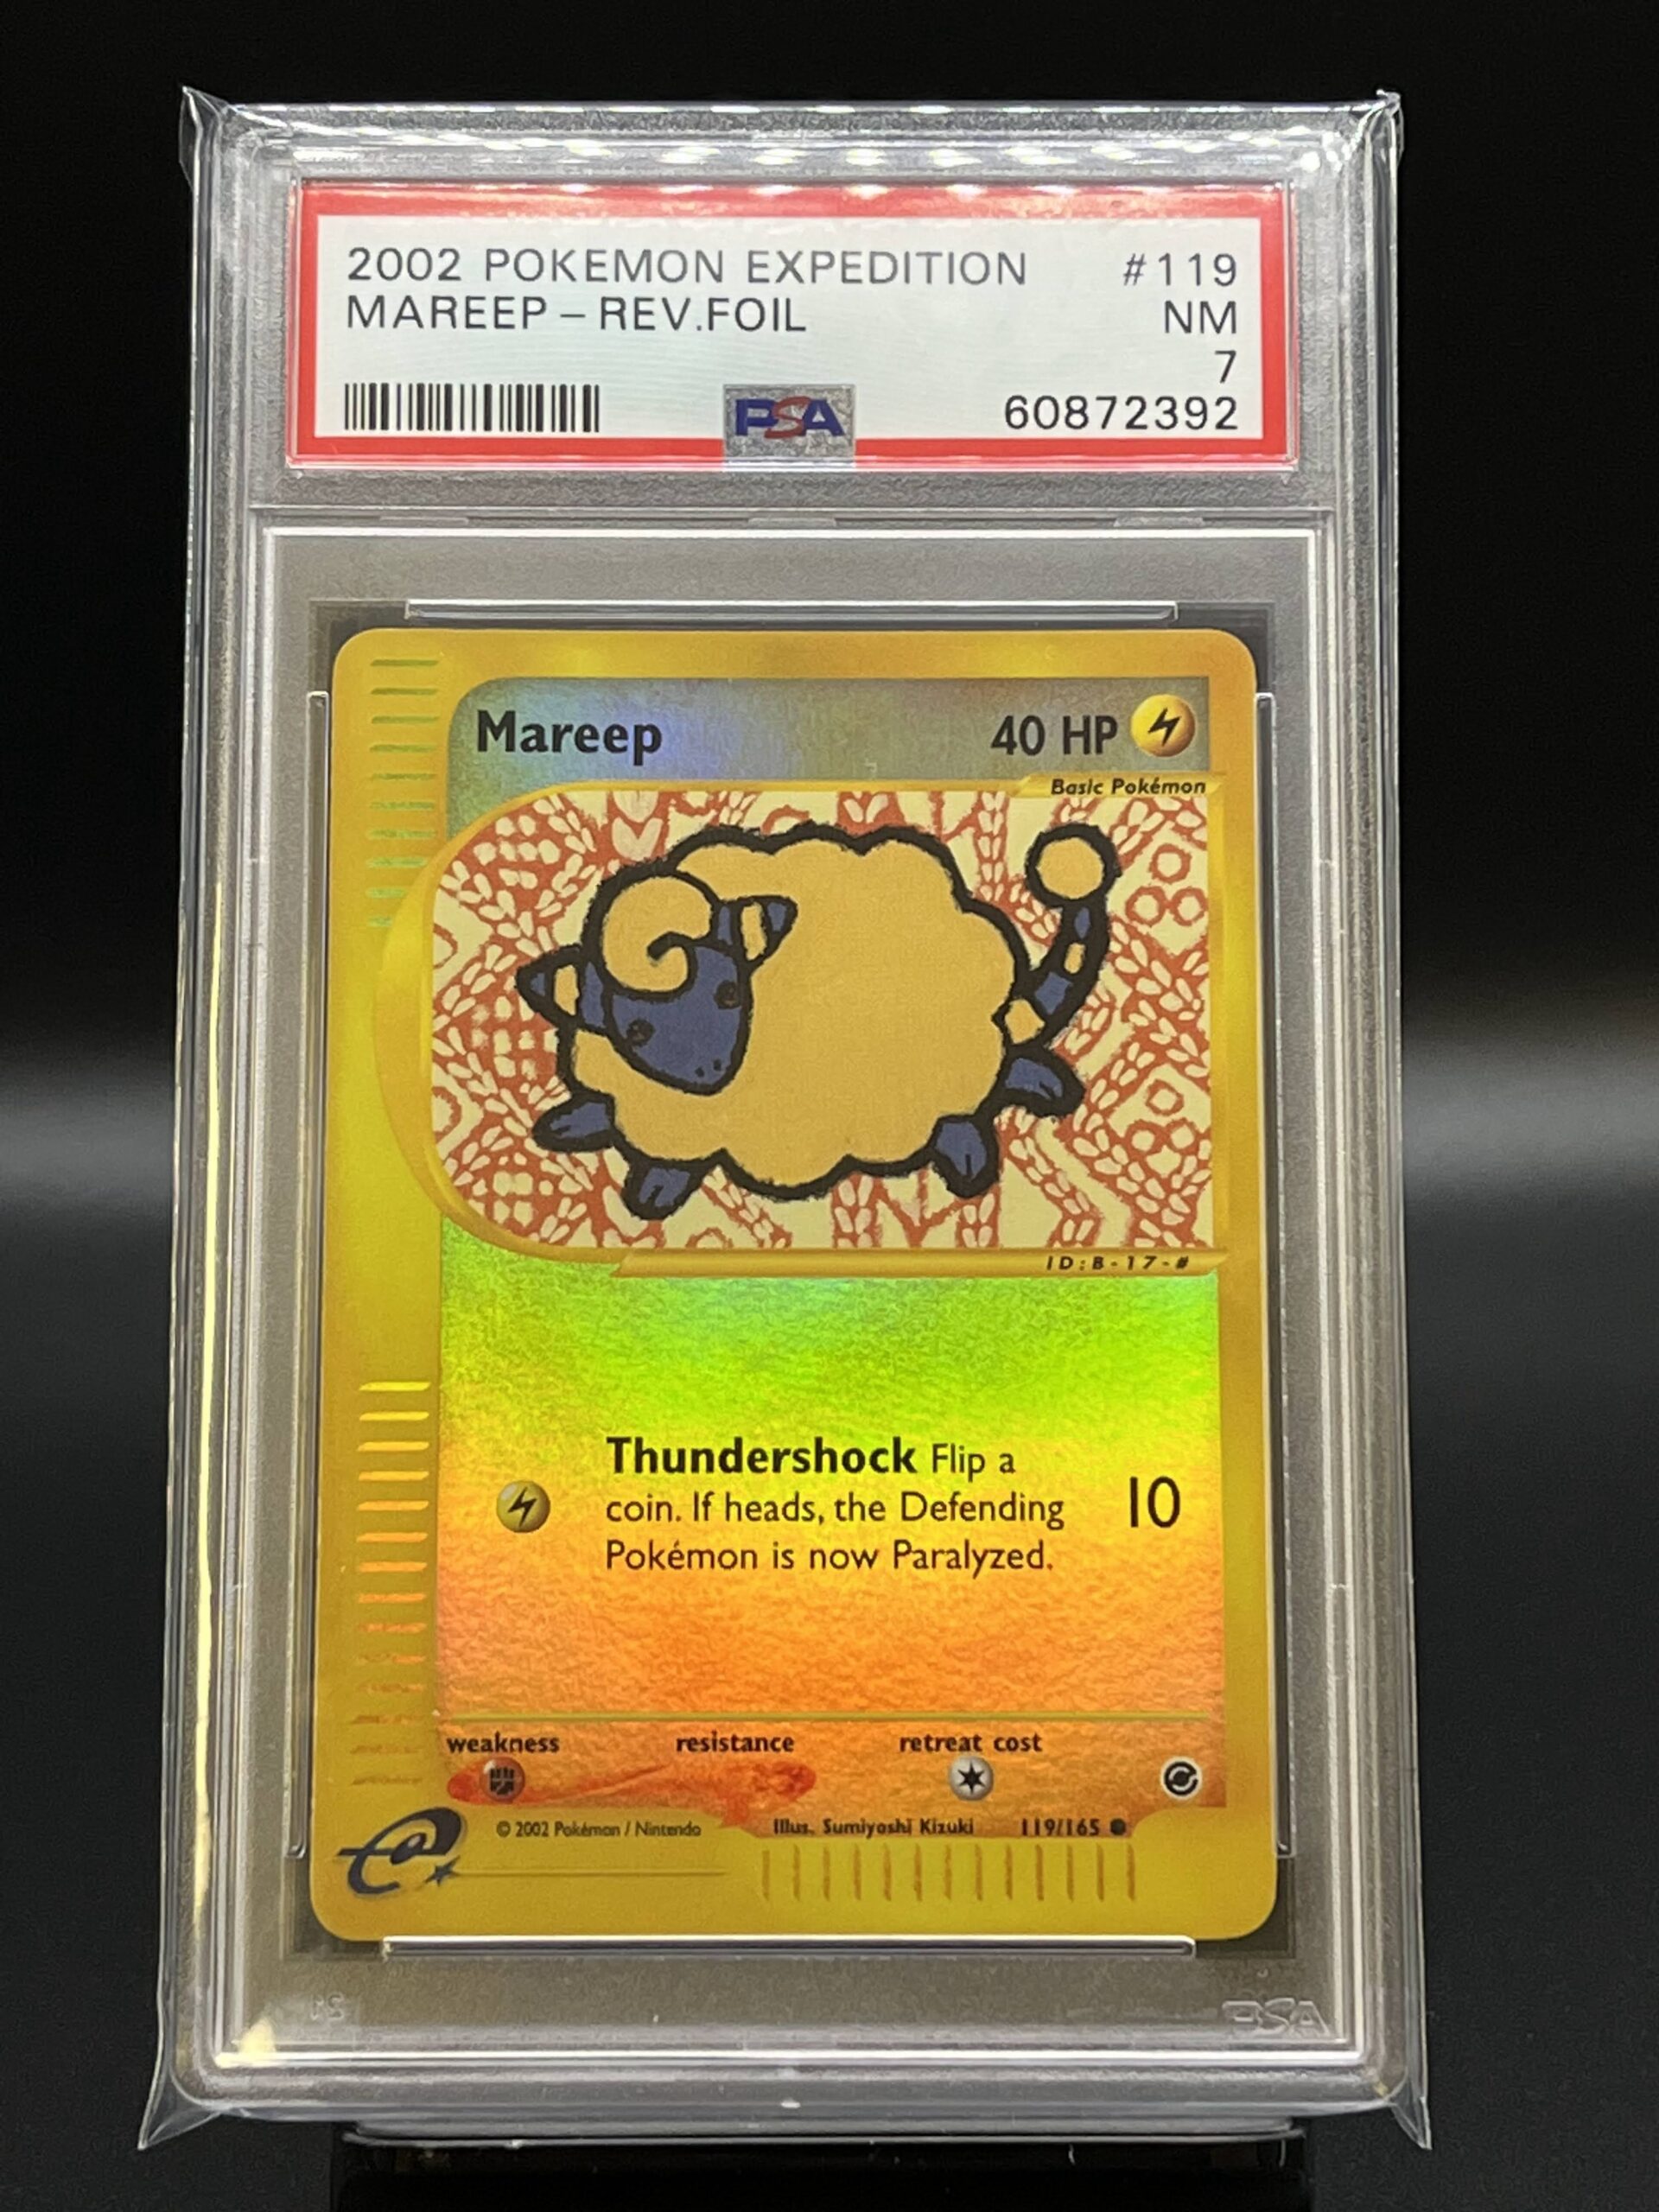 2002 POKEMON EXPEDITION #119
MAREEP – REV.FOIL NM
7
PSA 60872392
Mareep 40 HP
Basic Pokémon
ID:B-17-#
Thundershock Flip a
coin. If heads, the Defending
Pokémon is now Paralyzed.
10
weakness resistance retreat cost
e
© 2002 Pokémon / Nintendo Illus. Sumiyoshi Kizuki 119/165 ●
PSA